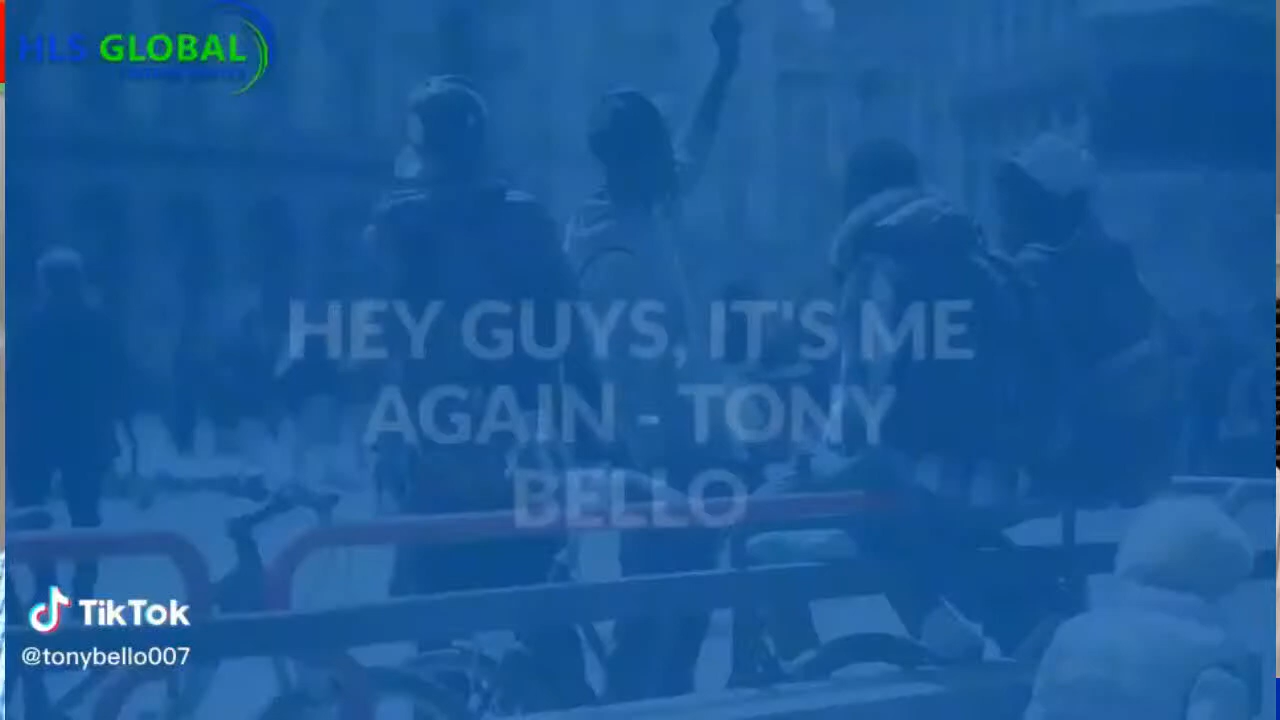 HLS GLOBAL
HEY GUYS, IT'S ME
AGAIN - TONY
BELLO
TikTok
@tonybello007